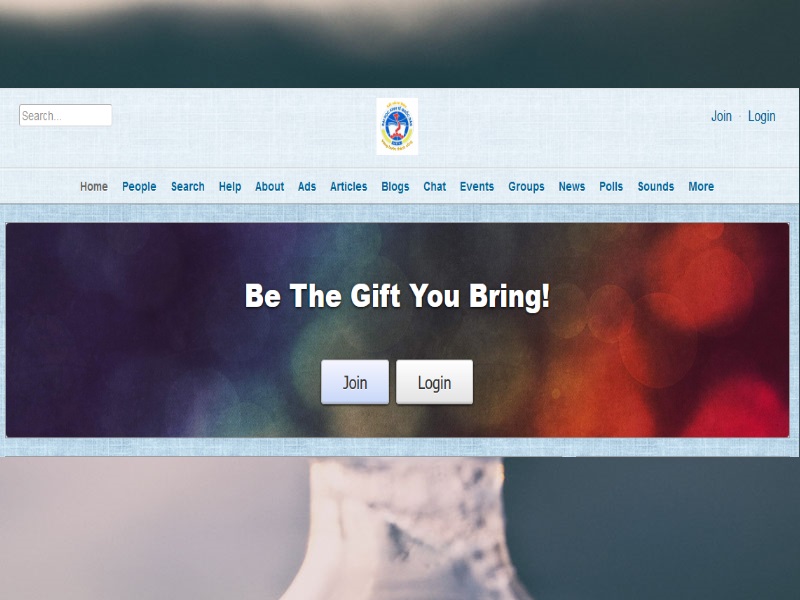 Search...
Join · Login
Home People Search Help About Ads Articles Blogs Chat Events Groups News Polls Sounds More
Be The Gift You Bring!
Join Login